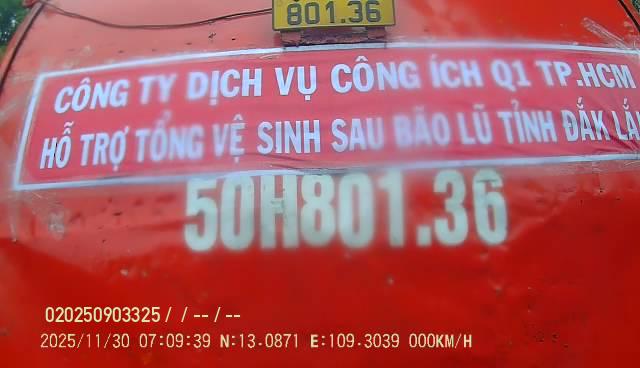 801.36
CÔNG TY DỊCH VỤ CÔNG ÍCH Q1 TP.HCM
HỖ TRỢ TỔNG VỆ SINH SAU BÃO LŨ TỈNH ĐẮK LẮK
50H801.36
020250903325/ / -- / --
2025/11/30 07:09:39 N:13.0871 E:109.3039 000KM/H